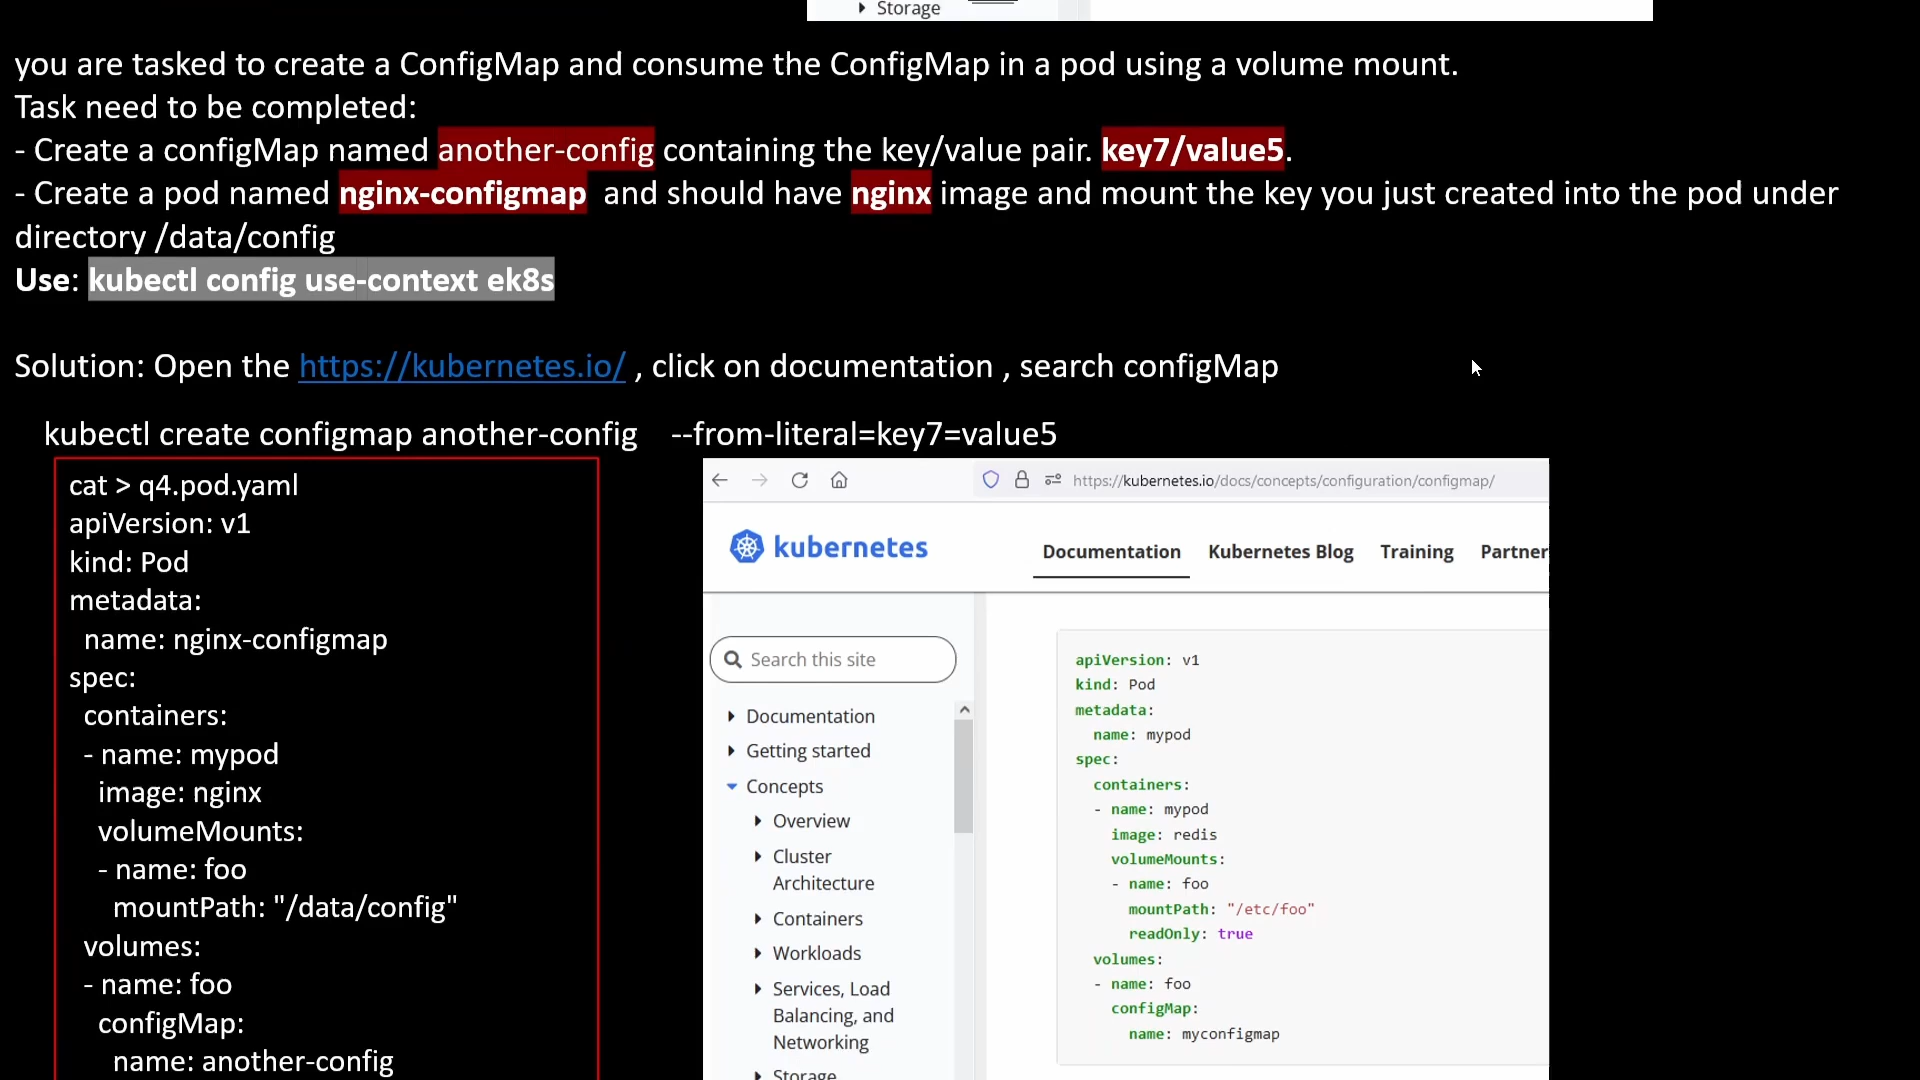 Storage
you are tasked to create a ConfigMap and consume the ConfigMap in a pod using a volume mount.
Task need to be completed:
- Create a configMap named another-config containing the key/value pair. key7/value5.
- Create a pod named nginx-configmap and should have nginx image and mount the key you just created into the pod under
directory /data/config
Use: kubectl config use-context ek8s
Solution: Open the https://kubernetes.io/ , click on documentation , search configMap
kubectl create configmap another-config --from-literal=key7=value5
cat > q4.pod.yaml
apiVersion: v1
kind: Pod
metadata:
  name: nginx-configmap
spec:
  containers:
  - name: mypod
    image: nginx
    volumeMounts:
    - name: foo
      mountPath: "/data/config"
  volumes:
  - name: foo
    configMap:
      name: another-config
https://kubernetes.io/docs/concepts/configuration/configmap/
kubernetes
Documentation Kubernetes Blog Training Partner
Search this site
Documentation
Getting started
Concepts
Overview
Cluster
Architecture
Containers
Workloads
Services, Load
Balancing, and
Networking
Storage
apiVersion: v1
kind: Pod
metadata:
  name: mypod
spec:
  containers:
  - name: mypod
    image: redis
    volumeMounts:
    - name: foo
      mountPath: "/etc/foo"
      readOnly: true
  volumes:
  - name: foo
    configMap:
      name: myconfigmap